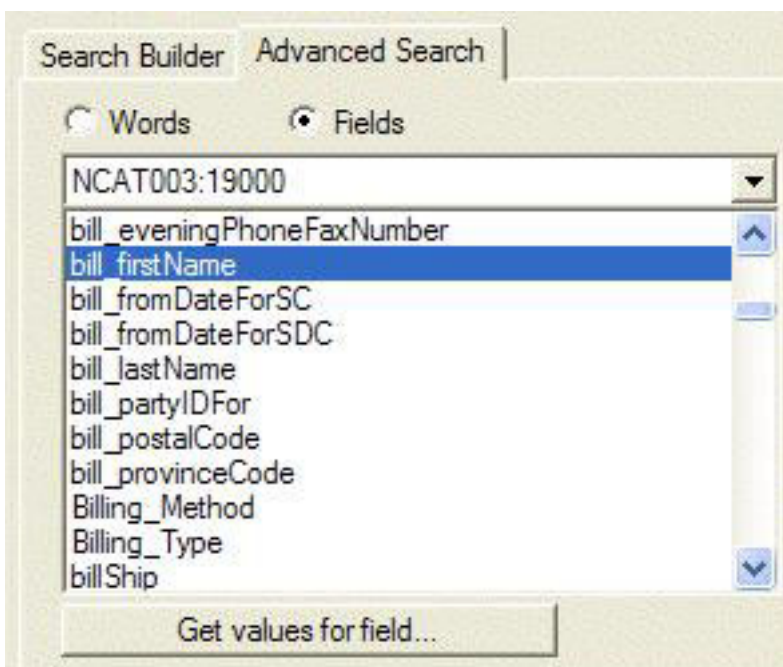 Search Builder Advanced Search
Words Fields
NCAT003:19000
bill_eveningPhoneFaxNumber
bill_firstName
bill_fromDateForSC
bill_fromDateForSDC
bill_lastName
bill_partyIDFor
bill_postalCode
bill_provinceCode
Billing_Method
Billing_Type
billShip
Get values for field...